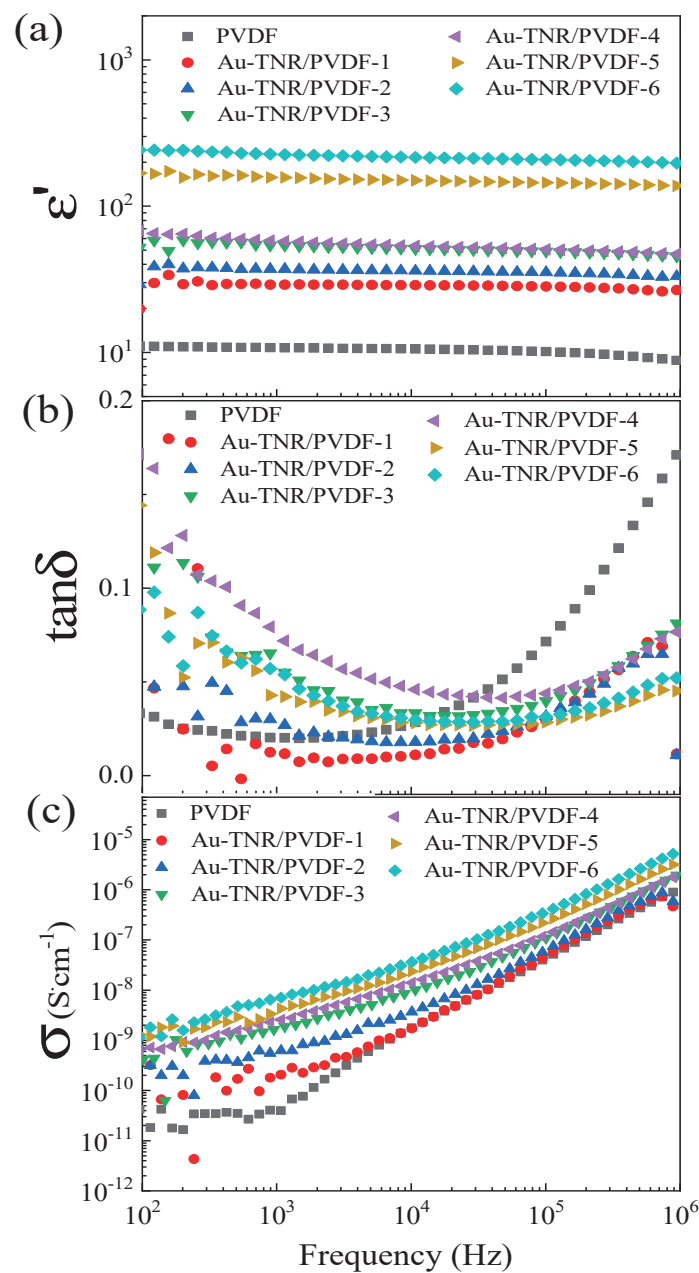 (a)
PVDF
Au-TNR/PVDF-1
Au-TNR/PVDF-2
Au-TNR/PVDF-3
Au-TNR/PVDF-4
Au-TNR/PVDF-5
Au-TNR/PVDF-6
10³
10²
10¹
ε'
(b)
PVDF
Au-TNR/PVDF-1
Au-TNR/PVDF-2
Au-TNR/PVDF-3
Au-TNR/PVDF-4
Au-TNR/PVDF-5
Au-TNR/PVDF-6
0.2
0.1
0.0
tanδ
(c)
PVDF
Au-TNR/PVDF-1
Au-TNR/PVDF-2
Au-TNR/PVDF-3
Au-TNR/PVDF-4
Au-TNR/PVDF-5
Au-TNR/PVDF-6
10⁻⁵
10⁻⁶
10⁻⁷
10⁻⁸
10⁻⁹
10⁻¹⁰
10⁻¹¹
10⁻¹²
σ (S·cm⁻¹)
10² 10³ 10⁴ 10⁵ 10⁶
Frequency (Hz)